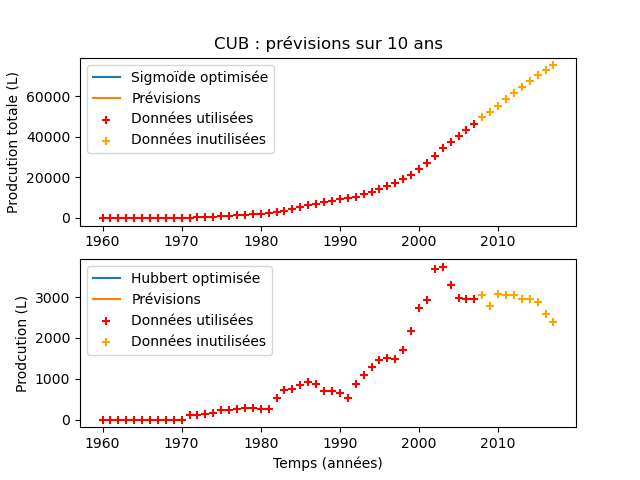 CUB : prévisions sur 10 ans
Prodcution totale (L)
60000
40000
20000
0
Sigmoïde optimisée
Prévisions
Données utilisées
Données inutilisées
1960 1970 1980 1990 2000 2010
Prodcution (L)
3000
2000
1000
0
Hubbert optimisée
Prévisions
Données utilisées
Données inutilisées
1960 1970 1980 1990 2000 2010
Temps (années)